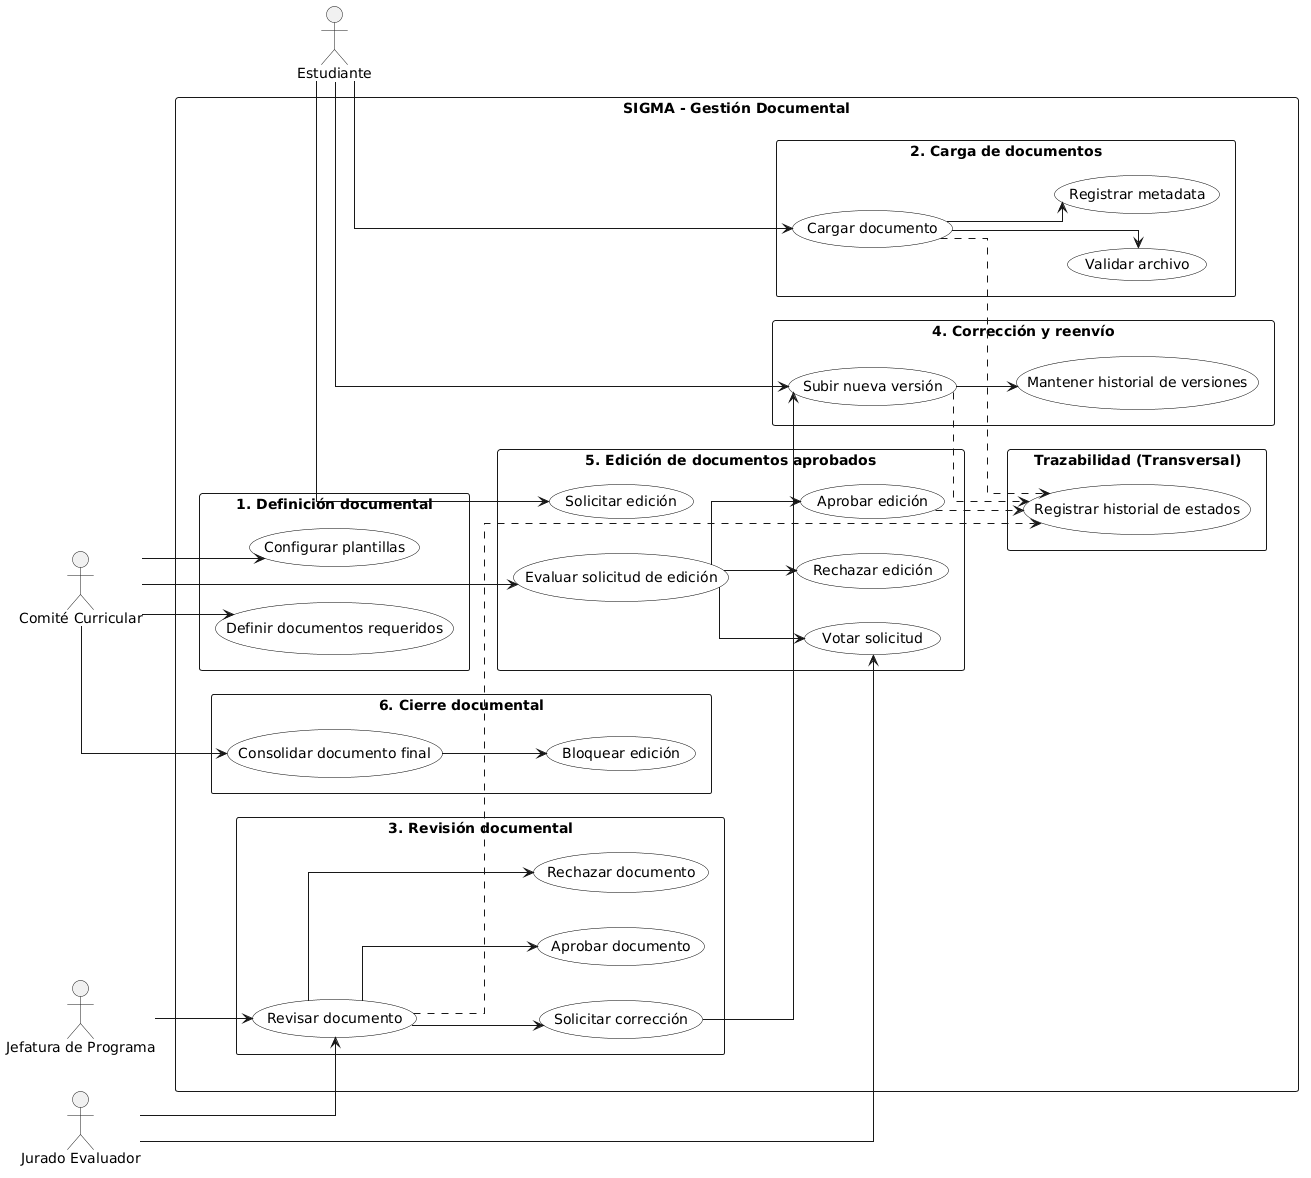 Estudiante
SIGMA - Gestión Documental
2. Carga de documentos
Registrar metadata
Cargar documento
Validar archivo
4. Corrección y reenvío
Subir nueva versión
Mantener historial de versiones
5. Edición de documentos aprobados
Trazabilidad (Transversal)
1. Definición documental
Solicitar edición
Aprobar edición
Registrar historial de estados
Configurar plantillas
Evaluar solicitud de edición
Rechazar edición
Comité Curricular
Definir documentos requeridos
Votar solicitud
6. Cierre documental
Consolidar documento final
Bloquear edición
3. Revisión documental
Rechazar documento
Aprobar documento
Revisar documento
Solicitar corrección
Jefatura de Programa
Jurado Evaluador